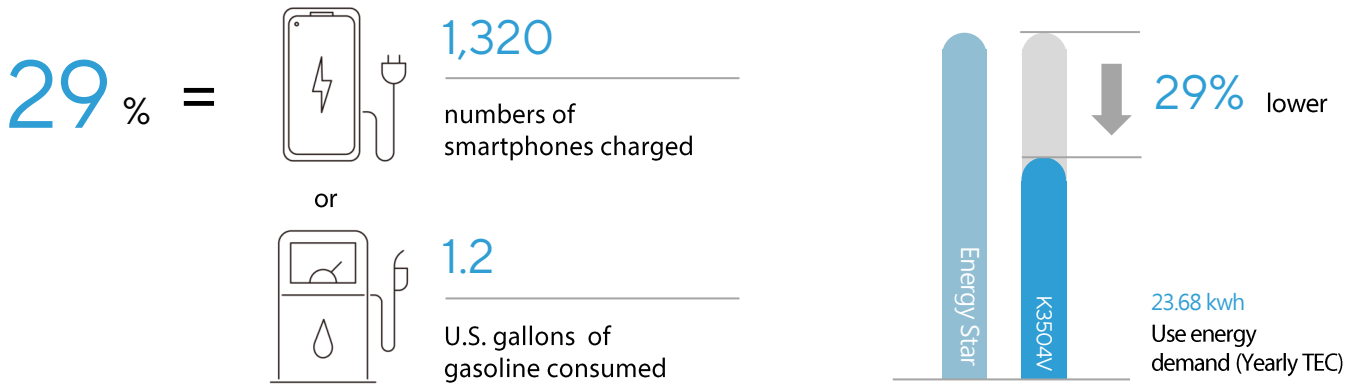 29 %
=
1,320
numbers of
smartphones charged
or
1.2
U.S. gallons of
gasoline consumed
Energy Star
K3504V
29% lower
23.68 kwh
Use energy
demand (Yearly TEC)